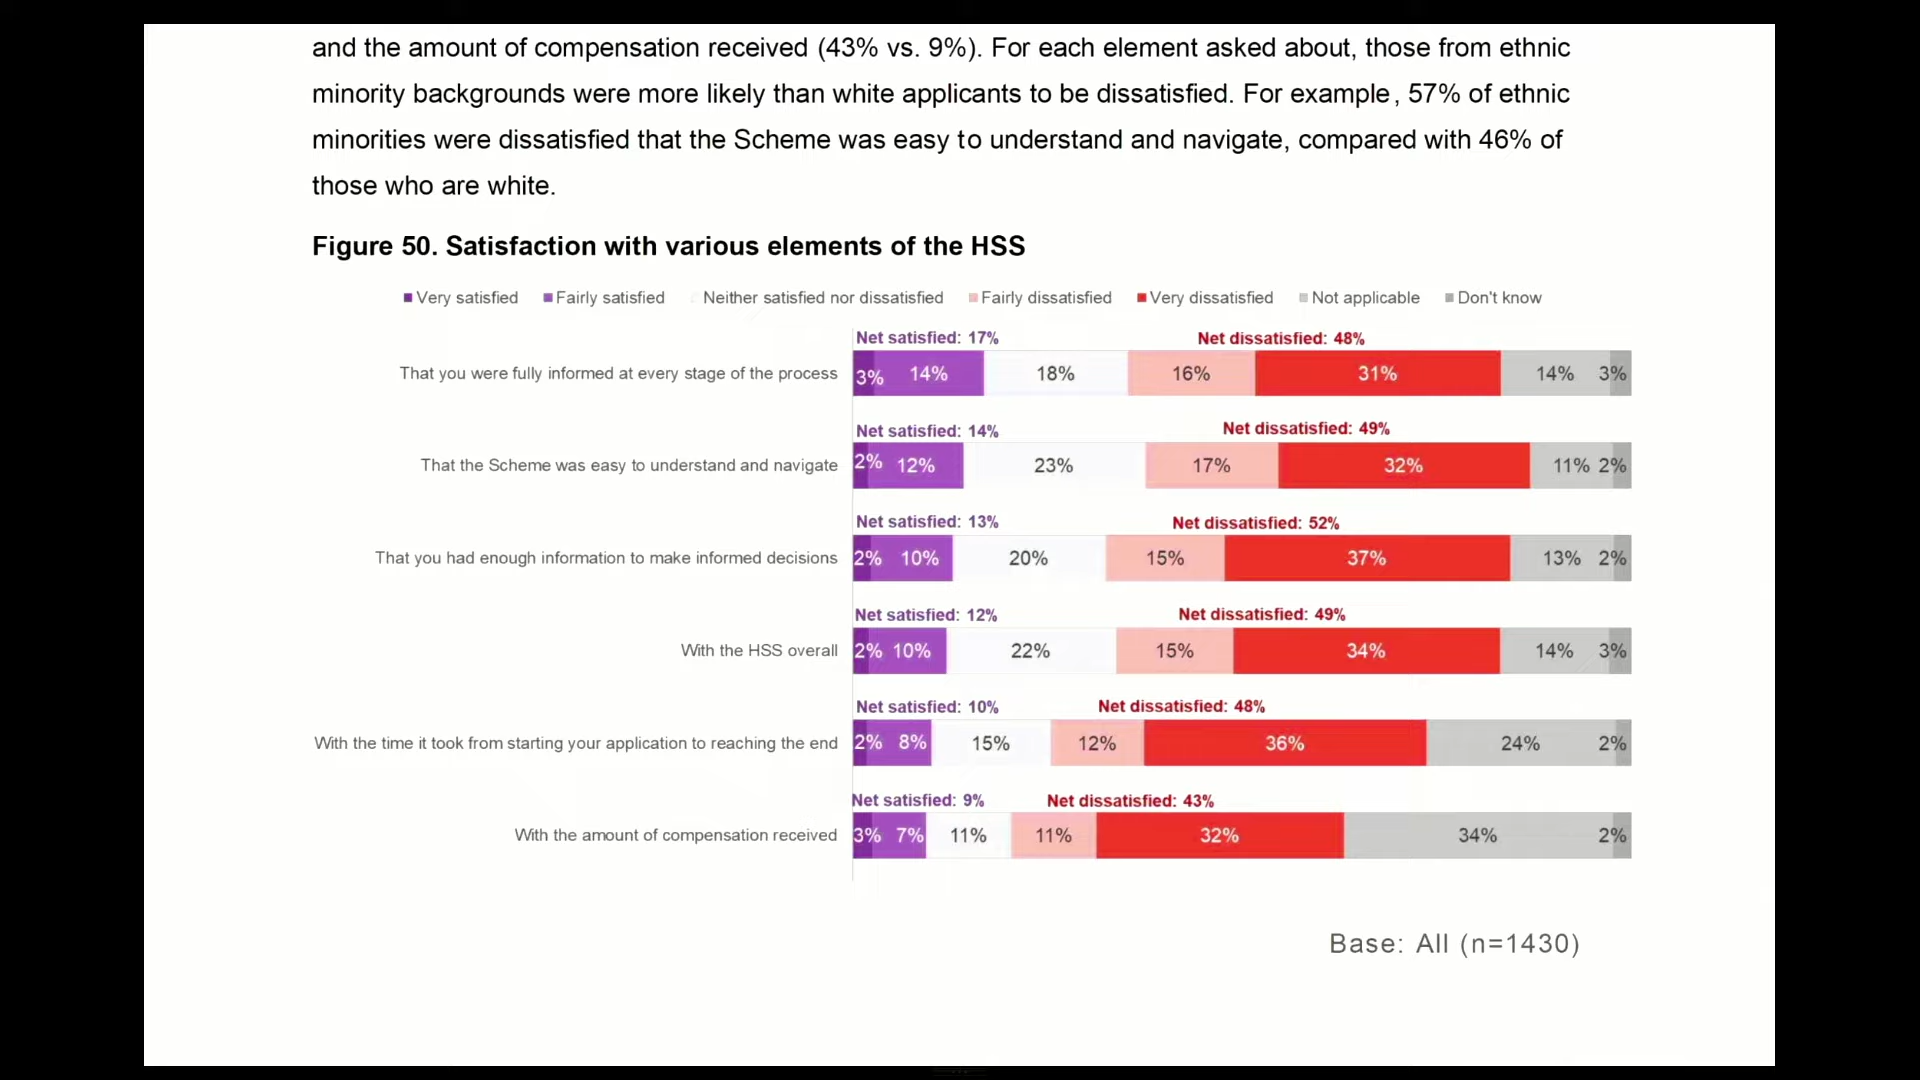 and the amount of compensation received (43% vs. 9%). For each element asked about, those from ethnic
minority backgrounds were more likely than white applicants to be dissatisfied. For example, 57% of ethnic
minorities were dissatisfied that the Scheme was easy to understand and navigate, compared with 46% of
those who are white.
Figure 50. Satisfaction with various elements of the HSS
Very satisfied Fairly satisfied Neither satisfied nor dissatisfied Fairly dissatisfied Very dissatisfied Not applicable Don't know
Net satisfied: 17% Net dissatisfied: 48%
That you were fully informed at every stage of the process 3% 14% 18% 16% 31% 14% 3%
Net satisfied: 14% Net dissatisfied: 49%
That the Scheme was easy to understand and navigate 2% 12% 23% 17% 32% 11% 2%
Net satisfied: 13% Net dissatisfied: 52%
That you had enough information to make informed decisions 2% 10% 20% 15% 37% 13% 2%
Net satisfied: 12% Net dissatisfied: 49%
With the HSS overall 2% 10% 22% 15% 34% 14% 3%
Net satisfied: 10% Net dissatisfied: 48%
With the time it took from starting your application to reaching the end 2% 8% 15% 12% 36% 24% 2%
Net satisfied: 9% Net dissatisfied: 43%
With the amount of compensation received 3% 7% 11% 11% 32% 34% 2%
Base: All (n=1430)